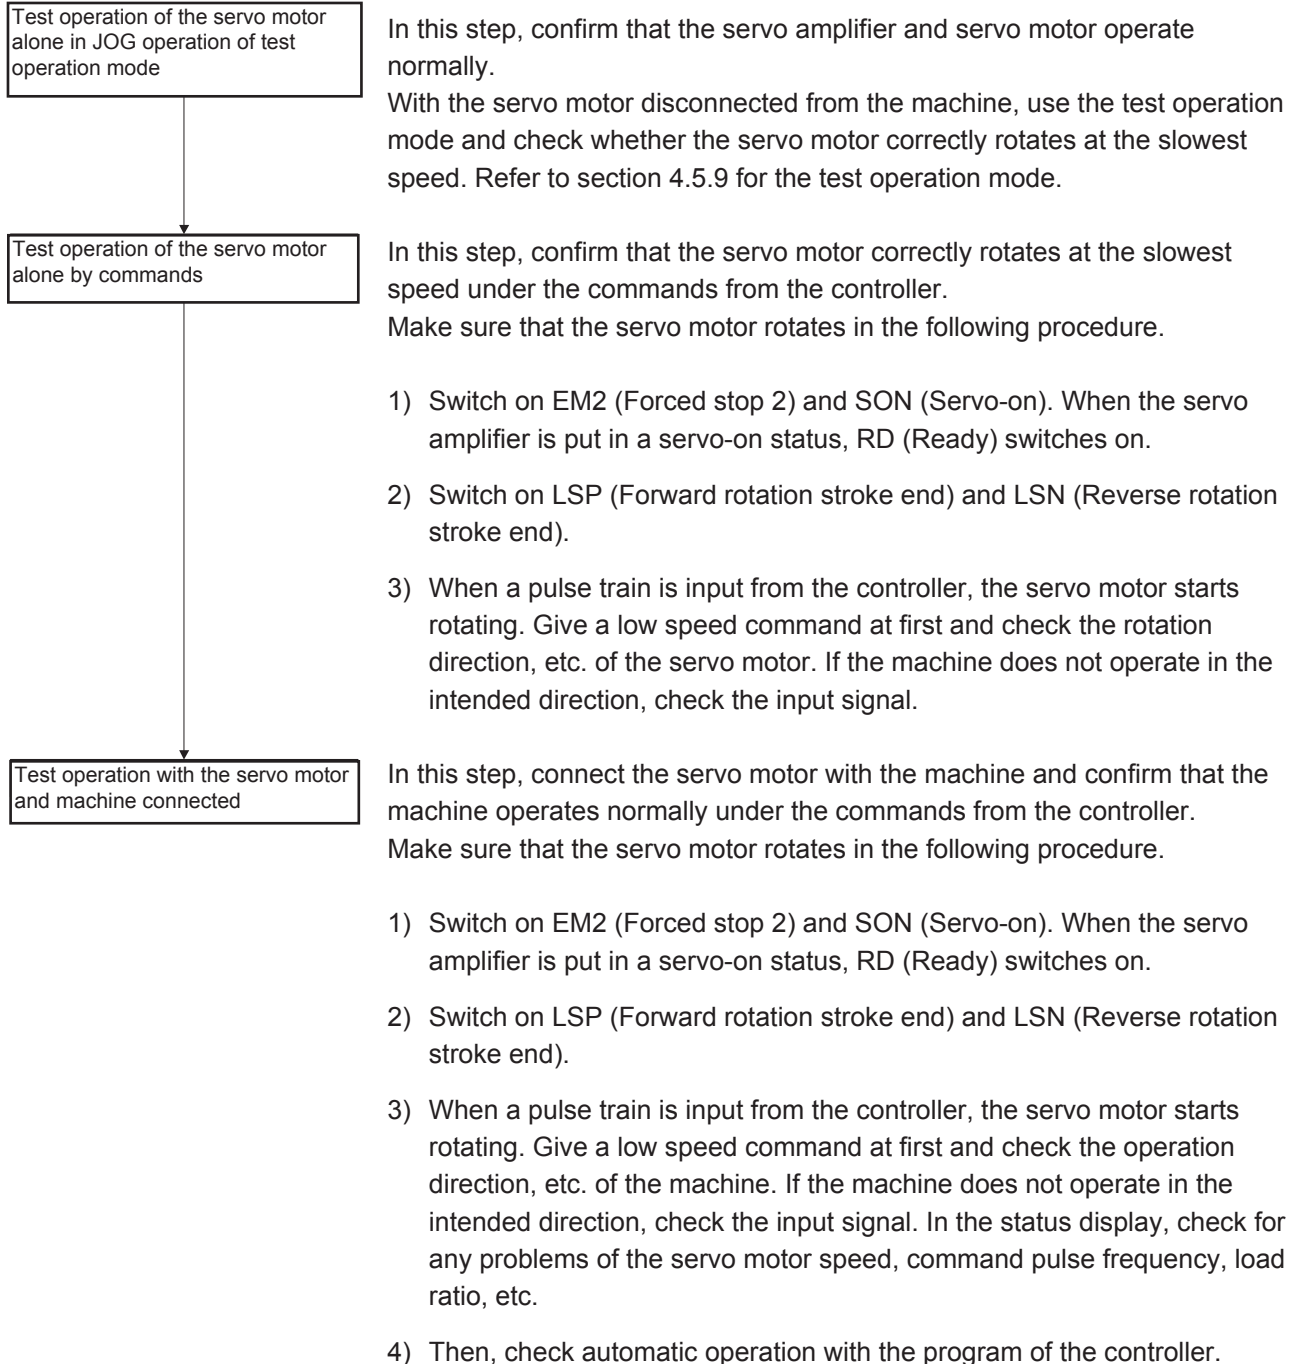 Test operation of the servo motor
alone in JOG operation of test
operation mode
In this step, confirm that the servo amplifier and servo motor operate
normally.
With the servo motor disconnected from the machine, use the test operation
mode and check whether the servo motor correctly rotates at the slowest
speed. Refer to section 4.5.9 for the test operation mode.
Test operation of the servo motor
alone by commands
In this step, confirm that the servo motor correctly rotates at the slowest
speed under the commands from the controller.
Make sure that the servo motor rotates in the following procedure.
1) Switch on EM2 (Forced stop 2) and SON (Servo-on). When the servo
amplifier is put in a servo-on status, RD (Ready) switches on.
2) Switch on LSP (Forward rotation stroke end) and LSN (Reverse rotation
stroke end).
3) When a pulse train is input from the controller, the servo motor starts
rotating. Give a low speed command at first and check the rotation
direction, etc. of the servo motor. If the machine does not operate in the
intended direction, check the input signal.
Test operation with the servo motor
and machine connected
In this step, connect the servo motor with the machine and confirm that the
machine operates normally under the commands from the controller.
Make sure that the servo motor rotates in the following procedure.
1) Switch on EM2 (Forced stop 2) and SON (Servo-on). When the servo
amplifier is put in a servo-on status, RD (Ready) switches on.
2) Switch on LSP (Forward rotation stroke end) and LSN (Reverse rotation
stroke end).
3) When a pulse train is input from the controller, the servo motor starts
rotating. Give a low speed command at first and check the operation
direction, etc. of the machine. If the machine does not operate in the
intended direction, check the input signal. In the status display, check for
any problems of the servo motor speed, command pulse frequency, load
ratio, etc.
4) Then, check automatic operation with the program of the controller.